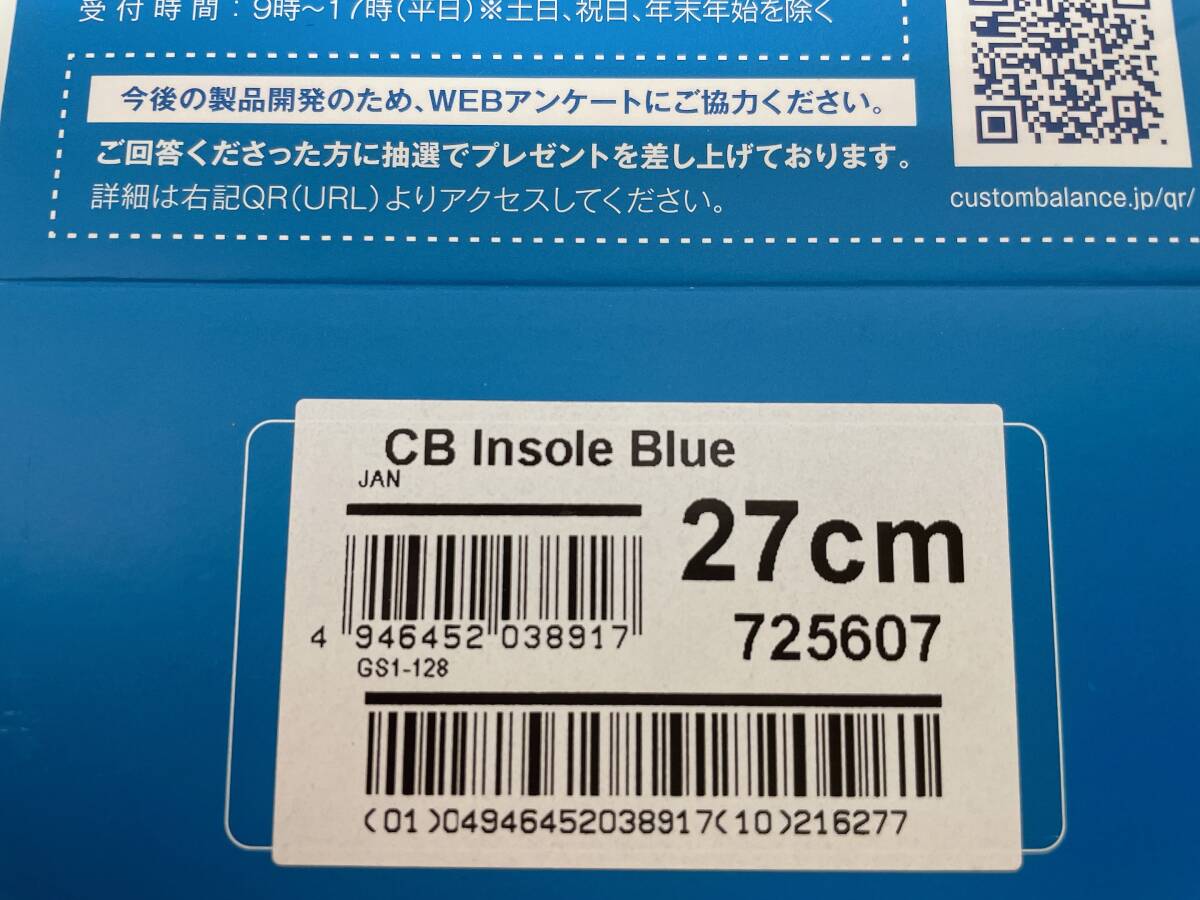 受付時間：9時～17時（平日）※土日、祝日、年末年始を除く
今後の製品開発のため、WEBアンケートにご協力ください。
ご回答くださった方に抽選でプレゼントを差し上げております。
詳細は右記QR（URL）よりアクセスしてください。
custombalance.jp/qr/
CB Insole Blue
JAN
27cm
4 946452 038917
725607
GS1-128
(01)04946452038917(10)216277